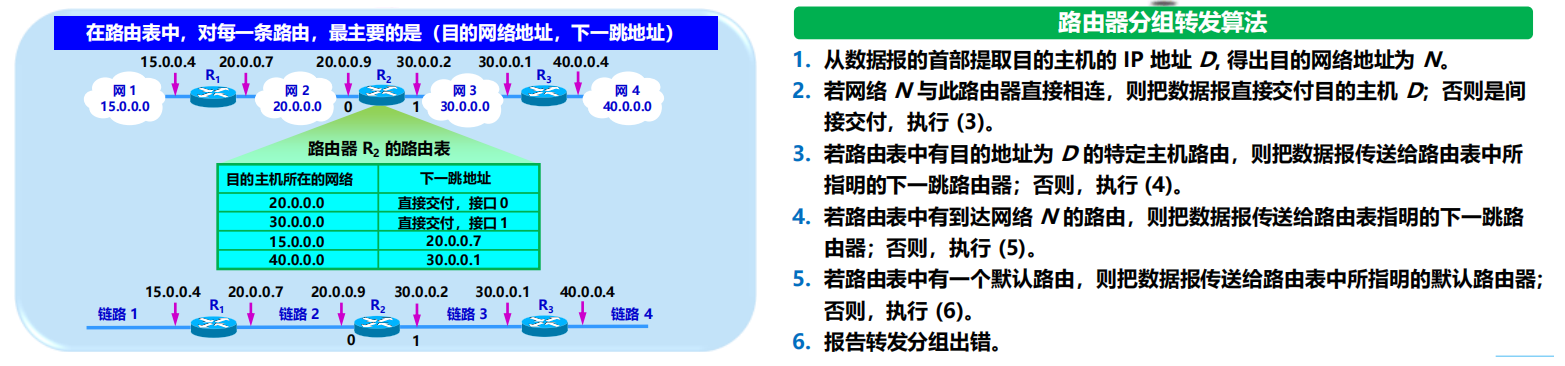 在路由表中，对每一条路由，最主要的是（目的网络地址，下一跳地址）
15.0.0.4 20.0.0.7 20.0.0.9 30.0.0.2 30.0.0.1 40.0.0.4
R1 R2 R3
网 1 网 2 网 3 网 4
15.0.0.0 20.0.0.0 0 1 30.0.0.0 40.0.0.0
路由器 R2 的路由表
目的主机所在的网络 下一跳地址
20.0.0.0 直接交付，接口 0
30.0.0.0 直接交付，接口 1
15.0.0.0 20.0.0.7
40.0.0.0 30.0.0.1
15.0.0.4 20.0.0.7 20.0.0.9 30.0.0.2 30.0.0.1 40.0.0.4
链路 1 R1 链路 2 R2 链路 3 R3 链路 4
0 1
路由器分组转发算法
1. 从数据报的首部提取目的主机的 IP 地址 D, 得出目的网络地址为 N。
2. 若网络 N 与此路由器直接相连，则把数据报直接交付目的主机 D；否则是间
接交付，执行 (3)。
3. 若路由表中有目的地址为 D 的特定主机路由，则把数据报传送给路由表中所
指明的下一跳路由器；否则，执行 (4)。
4. 若路由表中有到达网络 N 的路由，则把数据报传送给路由表指明的下一跳路
由器；否则，执行 (5)。
5. 若路由表中有一个默认路由，则把数据报传送给路由表中所指明的默认路由器；
否则，执行 (6)。
6. 报告转发分组出错。